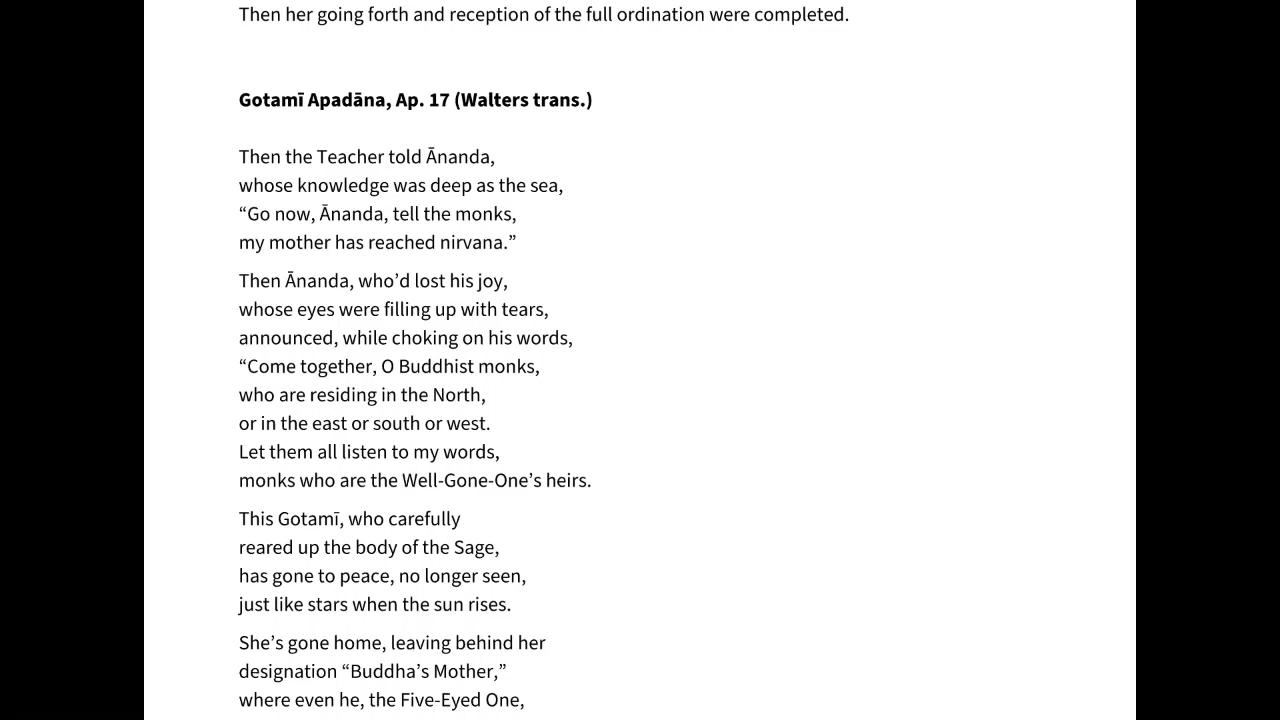 Then her going forth and reception of the full ordination were completed.
Gotamī Apadāna, Ap. 17 (Walters trans.)
Then the Teacher told Ānanda,
whose knowledge was deep as the sea,
“Go now, Ānanda, tell the monks,
my mother has reached nirvana.”
Then Ānanda, who’d lost his joy,
whose eyes were filling up with tears,
announced, while choking on his words,
“Come together, O Buddhist monks,
who are residing in the North,
or in the east or south or west.
Let them all listen to my words,
monks who are the Well-Gone-One’s heirs.
This Gotamī, who carefully
reared up the body of the Sage,
has gone to peace, no longer seen,
just like stars when the sun rises.
She’s gone home, leaving behind her
designation “Buddha’s Mother,”
where even he, the Five-Eyed One,